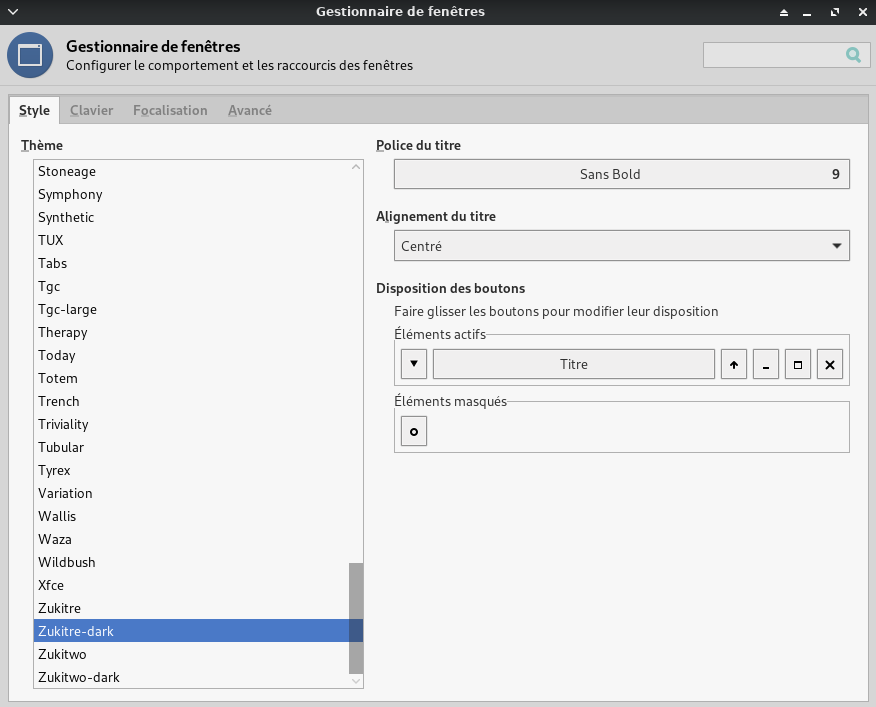 Gestionnaire de fenêtres
Gestionnaire de fenêtres
Configurer le comportement et les raccourcis des fenêtres
Style Clavier Focalisation Avancé
Thème
Stoneage
Symphony
Synthetic
TUX
Tabs
Tgc
Tgc-large
Therapy
Today
Totem
Trench
Triviality
Tubular
Tyrex
Variation
Wallis
Waza
Wildbush
Xfce
Zukitre
Zukitre-dark
Zukitwo
Zukitwo-dark
Police du titre
Sans Bold 9
Alignement du titre
Centré
Disposition des boutons
Faire glisser les boutons pour modifier leur disposition
Éléments actifs
Titre
Éléments masqués